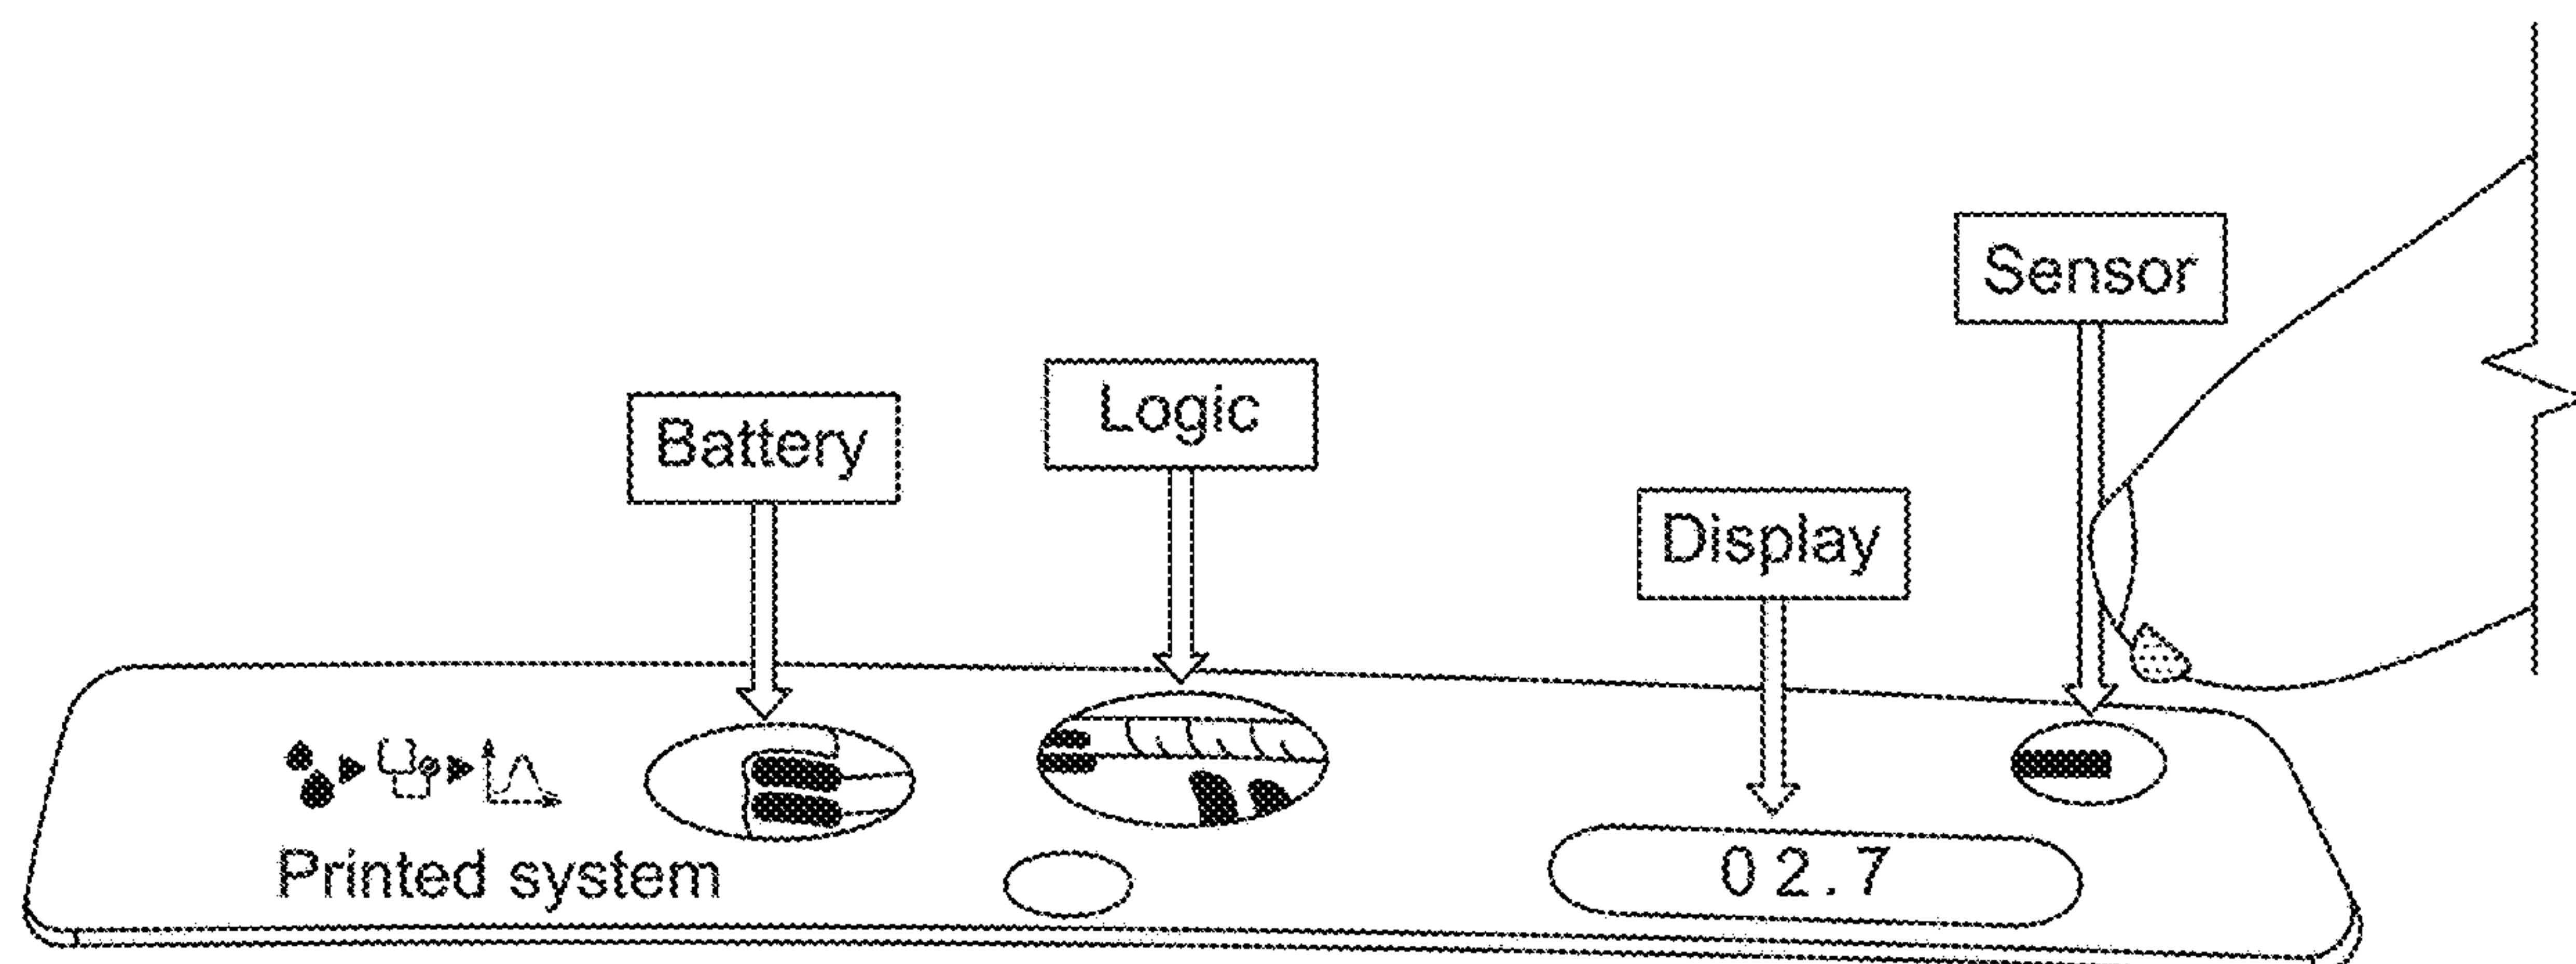 Sensor
Logic
Battery
Display
02.7
Printed system